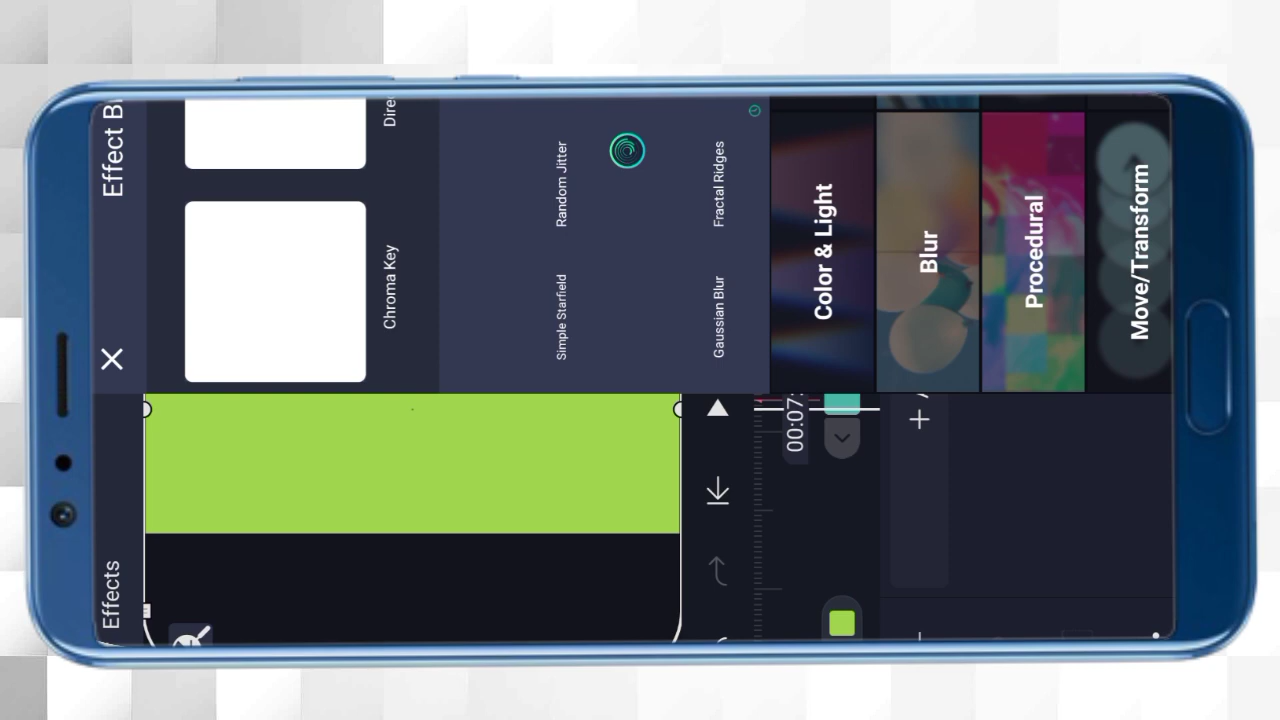 Effects
Effect B
Chroma Key
Dire
Simple Starfield
Random Jitter
Gaussian Blur
Fractal Ridges
00:07:
Color & Light
Blur
Procedural
Move/Transform